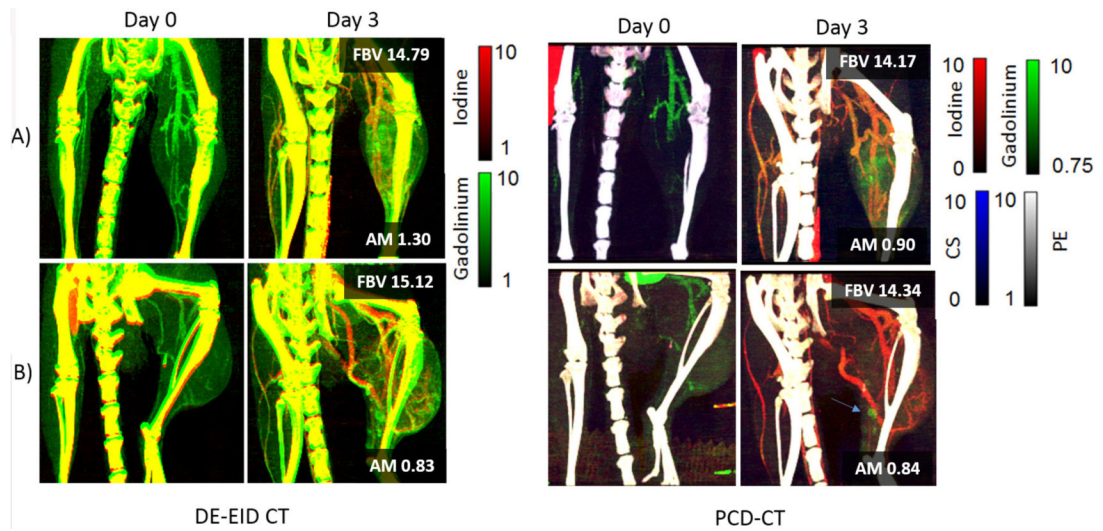 Day 0
Day 3
Day 0
Day 3
A)
FBV 14.79
AM 1.30
10
Iodine
1
10
Gadolinium
1
FBV 14.17
AM 0.90
10
Iodine
0
10
Gadolinium
0.75
10
CS
0
10
PE
1
B)
FBV 15.12
AM 0.83
FBV 14.34
AM 0.84
DE-EID CT
PCD-CT